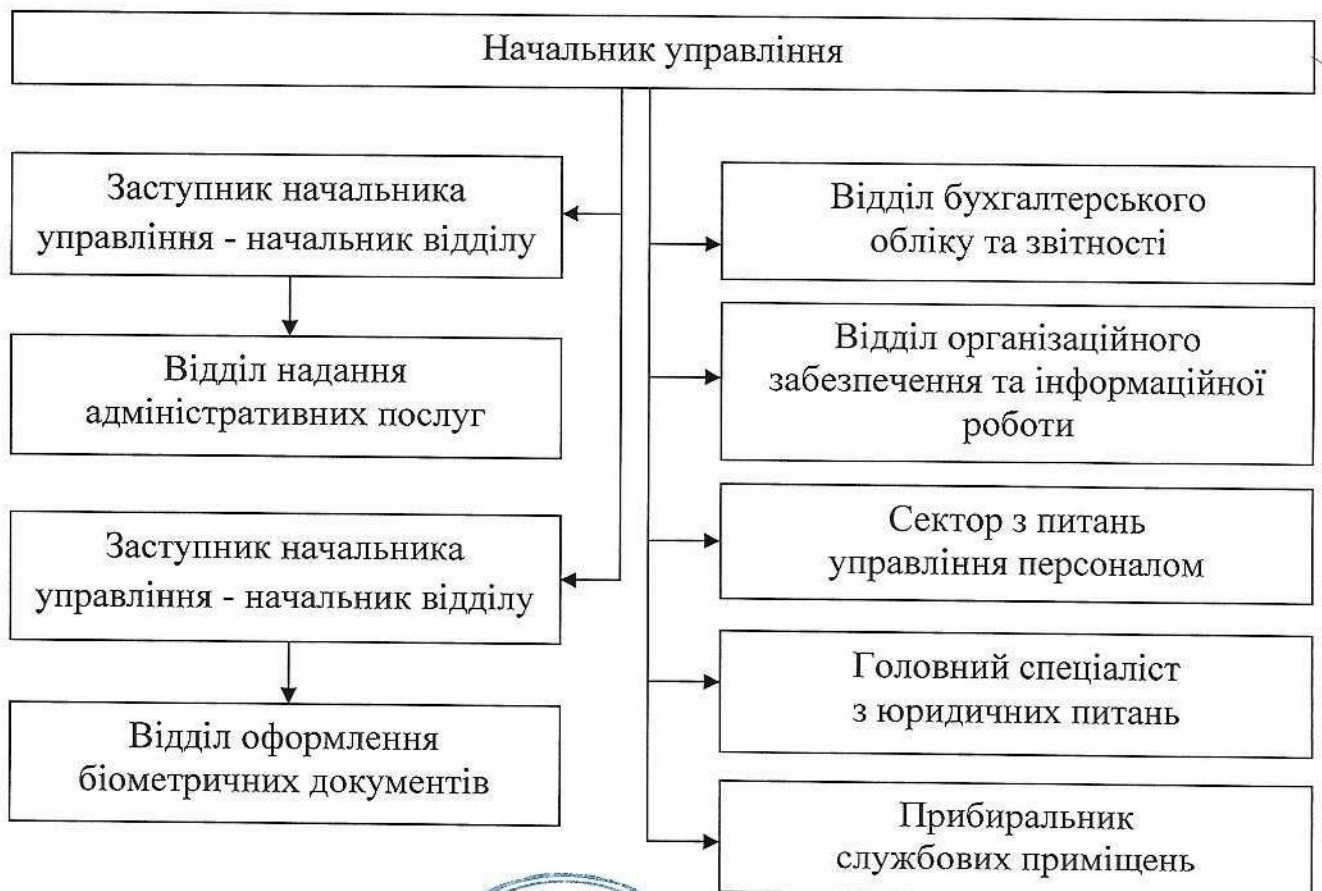 Начальник управління
Заступник начальника
управління - начальник відділу
Відділ надання
адміністративних послуг
Заступник начальника
управління - начальник відділу
Відділ оформлення
біометричних документів
Відділ бухгалтерського
обліку та звітності
Відділ організаційного
забезпечення та інформаційної
роботи
Сектор з питань
управління персоналом
Головний спеціаліст
з юридичних питань
Прибиральник
службових приміщень